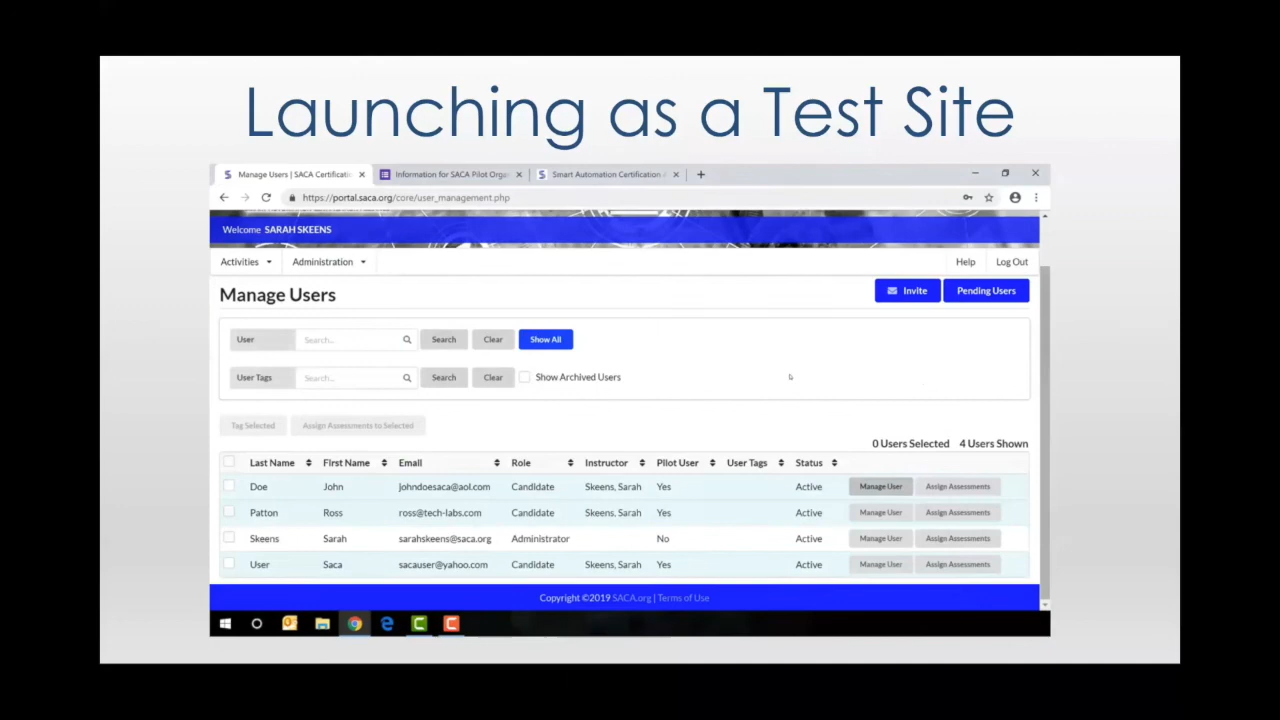 Launching as a Test Site
Manage Users | SACA Certificatio
Information for SACA Pilot Organ
Smart Automation Certification A
https://portal.saca.org/core/user_management.php
Welcome SARAH SKEENS
Activities Administration Help Log Out
Manage Users Invite Pending Users
User Search... Search Clear Show All
User Tags Search... Search Clear Show Archived Users
Tag Selected Assign Assessments to Selected
0 Users Selected 4 Users Shown
Last Name First Name Email Role Instructor Pilot User User Tags Status
Doe John johndoesaca@aol.com Candidate Skeens, Sarah Yes Active Manage User Assign Assessments
Patton Ross ross@tech-labs.com Candidate Skeens, Sarah Yes Active Manage User Assign Assessments
Skeens Sarah sarahskeens@saca.org Administrator No Active Manage User Assign Assessments
User Saca sacauser@yahoo.com Candidate Skeens, Sarah Yes Active Manage User Assign Assessments
Copyright ©2019 SACA.org | Terms of Use